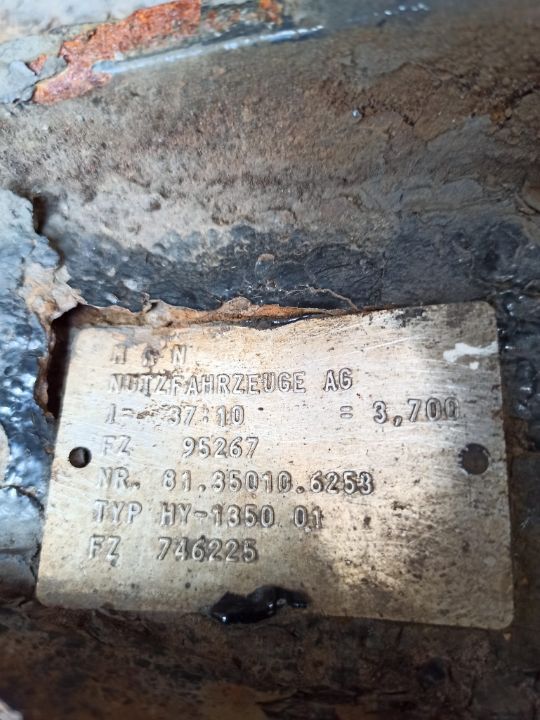 M A N
NUTZFAHRZEUGE AG
I= 37:10 = 3,700
FZ 95267
NR. 81.35010.6253
TYP HY-1350 01
FZ 746225